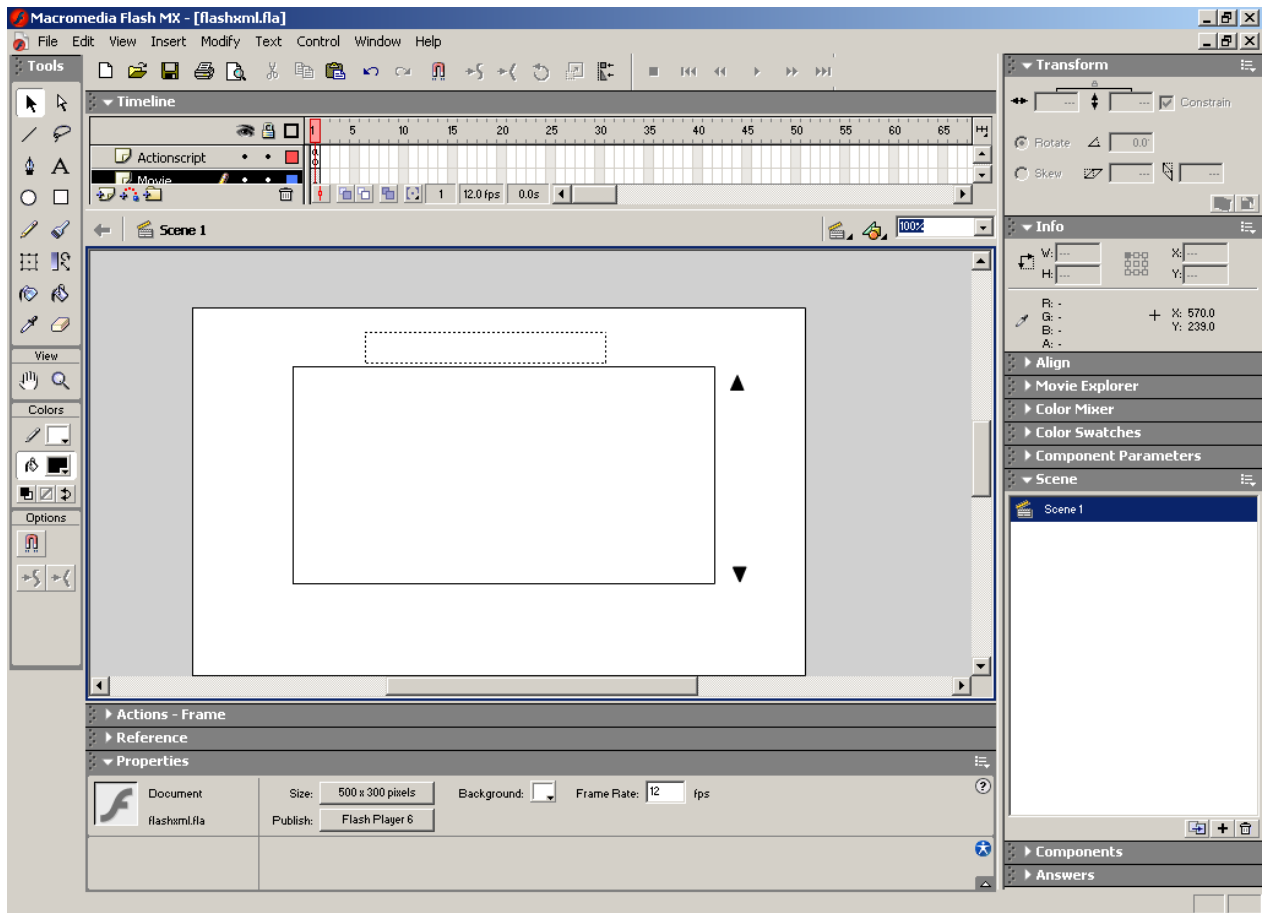 Macromedia Flash MX - [flashxml.fla]
File Edit View Insert Modify Text Control Window Help
Tools
Timeline
1 5 10 15 20 25 30 35 40 45 50 55 60 65
Actionscript
Movie
1 12.0 fps 0.0s
Scene 1
100%
View
Colors
Options
Actions - Frame
Reference
Properties
Document
flashxml.fla
Size: 500 x 300 pixels
Background:
Frame Rate: 12 fps
Publish: Flash Player 6
Transform
--- --- Constrain
Rotate 0.0°
Skew --- ---
Info
W: --- X: ---
H: --- Y: ---
R: -
G: -
B: -
A: -
X: 570.0
Y: 239.0
Align
Movie Explorer
Color Mixer
Color Swatches
Component Parameters
Scene
Scene 1
Components
Answers